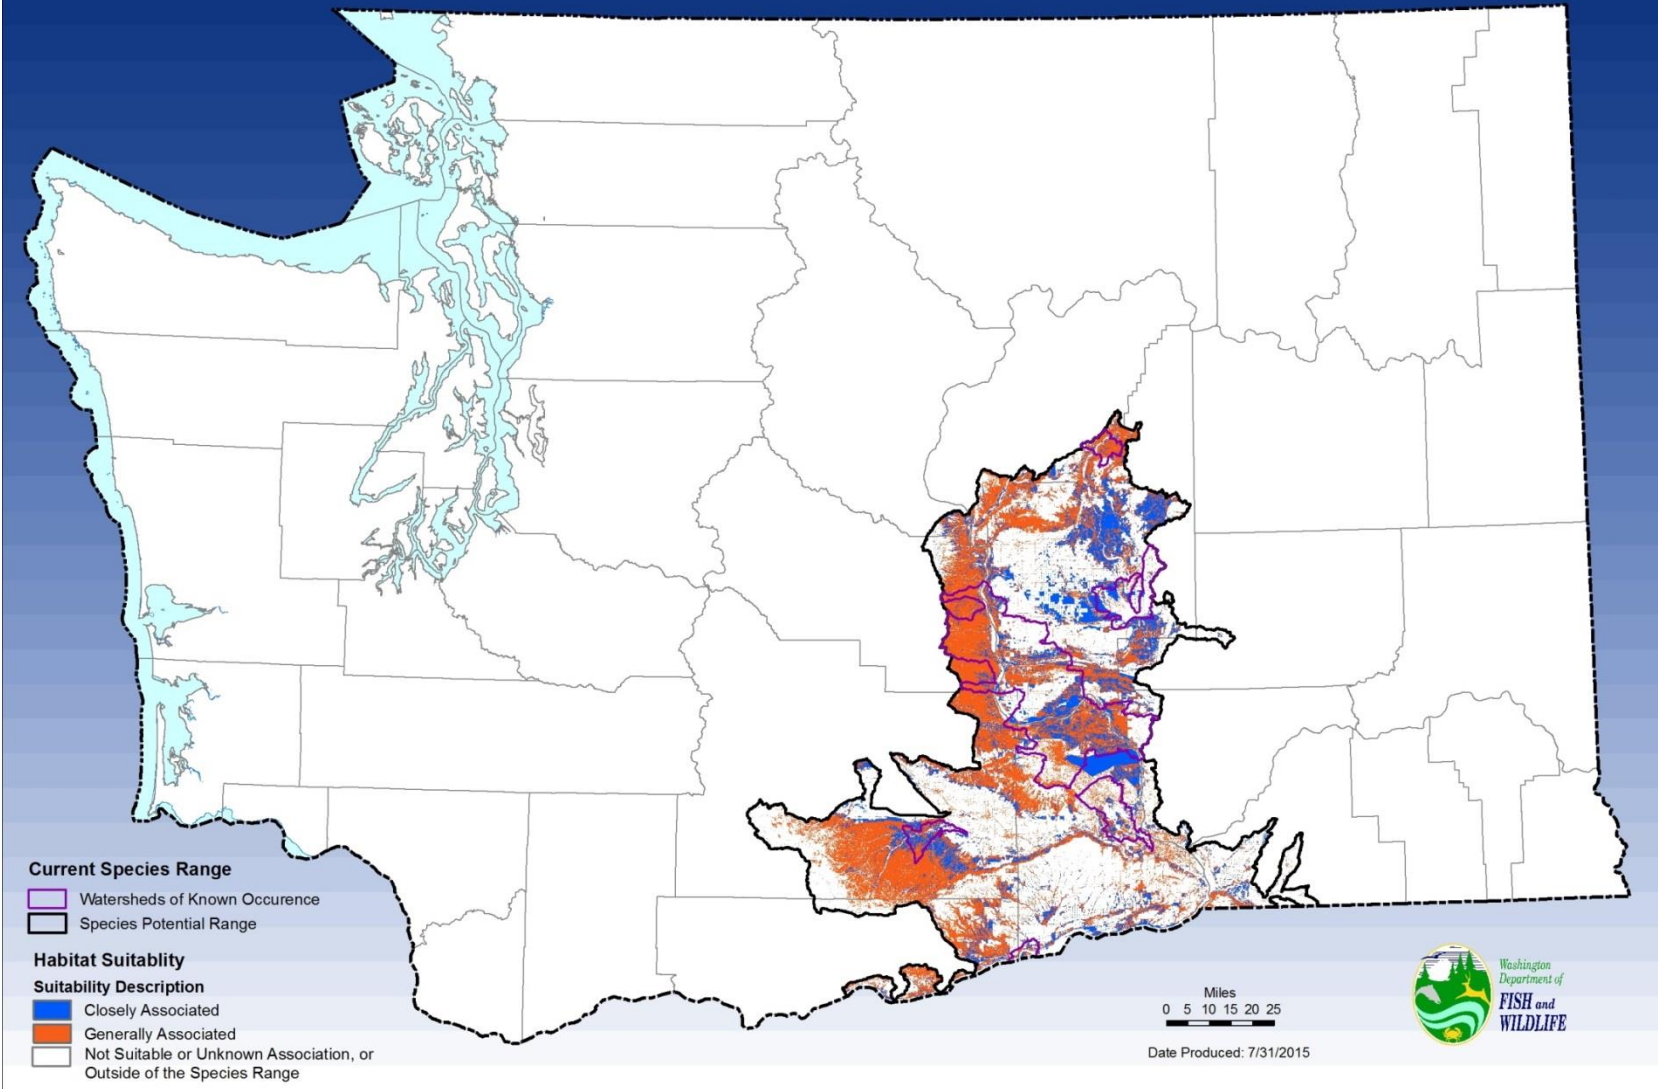 Current Species Range
Watersheds of Known Occurence
Species Potential Range
Habitat Suitablity
Suitability Description
Closely Associated
Generally Associated
Not Suitable or Unknown Association, or
Outside of the Species Range
Miles
0 5 10 15 20 25
Date Produced: 7/31/2015
Washington
Department of
FISH and
WILDLIFE